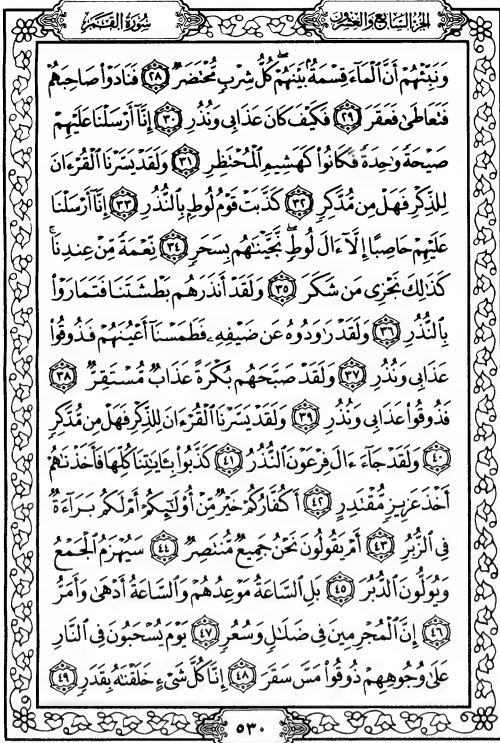 الجزء السابع والعشرون
سورة القمر
وَنَبِّئْهُمْ أَنَّ ٱلْمَآءَ قِسْمَةٌۢ بَيْنَهُمْ ۖ كُلُّ شِرْبٍ مُّحْتَضَرٌ ٢٨ فَنَادَوْا۟ صَاحِبَهُمْ
فَتَعَاطَىٰ فَعَقَرَ ٢٩ فَكَيْفَ كَانَ عَذَابِى وَنُذُرِ ٣٠ إِنَّآ أَرْسَلْنَا عَلَيْهِمْ
صَيْحَةً وَٰحِدَةً فَكَانُوا۟ كَهَشِيمِ ٱلْمُحْتَظِرِ ٣١ وَلَقَدْ يَسَّرْنَا ٱلْقُرْءَانَ
لِلذِّكْرِ فَهَلْ مِن مُّدَّكِرٍ ٣٢ كَذَّبَتْ قَوْمُ لُوطٍۭ بِٱلنُّذُرِ ٣٣ إِنَّآ أَرْسَلْنَا
عَلَيْهِمْ حَاصِبًا إِلَّآ ءَالَ لُوطٍ ۖ نَّجَّيْنَٰهُم بِسَحَرٍ ٣٤ نِّعْمَةً مِّنْ عِندِنَا ۚ
كَذَٰلِكَ نَجْزِى مَن شَكَرَ ٣٥ وَلَقَدْ أَنذَرَهُم بَطْشَتَنَا فَتَمَارَوْا۟
بِٱلنُّذُرِ ٣٦ وَلَقَدْ رَٰوَدُوهُ عَن ضَيْفِهِۦ فَطَمَسْنَآ أَعْيُنَهُمْ فَذُوقُوا۟
عَذَابِى وَنُذُرِ ٣٧ وَلَقَدْ صَبَّحَهُم بُكْرَةً عَذَابٌ مُّسْتَقِرٌّ ٣٨
فَذُوقُوا۟ عَذَابِى وَنُذُرِ ٣٩ وَلَقَدْ يَسَّرْنَا ٱلْقُرْءَانَ لِلذِّكْرِ فَهَلْ مِن مُّدَّكِرٍ
٤٠ وَلَقَدْ جَآءَ ءَالَ فِرْعَوْنَ ٱلنُّذُرُ ٤١ كَذَّبُوا۟ بِـَٔايَٰتِنَا كُلِّهَا فَأَخَذْنَٰهُمْ
أَخْذَ عَزِيزٍ مُّقْتَدِرٍ ٤٢ أَكُفَّارُكُمْ خَيْرٌ مِّنْ أُو۟لَٰٓئِكُمْ أَمْ لَكُم بَرَآءَةٌ
فِى ٱلزُّبُرِ ٤٣ أَمْ يَقُولُونَ نَحْنُ جَمِيعٌ مُّنتَصِرٌ ٤٤ سَيُهْزَمُ ٱلْجَمْعُ
وَيُوَلُّونَ ٱلدُّبُرَ ٤٥ بَلِ ٱلسَّاعَةُ مَوْعِدُهُمْ وَٱلسَّاعَةُ أَدْهَىٰ وَأَمَرُّ
٤٦ إِنَّ ٱلْمُجْرِمِينَ فِى ضَلَٰلٍ وَسُعُرٍ ٤٧ يَوْمَ يُسْحَبُونَ فِى ٱلنَّارِ
عَلَىٰ وُجُوهِهِمْ ذُوقُوا۟ مَسَّ سَقَرَ ٤٨ إِنَّا كُلَّ شَىْءٍ خَلَقْنَٰهُ بِقَدَرٍ ٤٩
٥٣٠